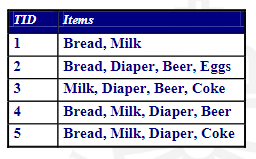 TID Items
1 Bread, Milk
2 Bread, Diaper, Beer, Eggs
3 Milk, Diaper, Beer, Coke
4 Bread, Milk, Diaper, Beer
5 Bread, Milk, Diaper, Coke